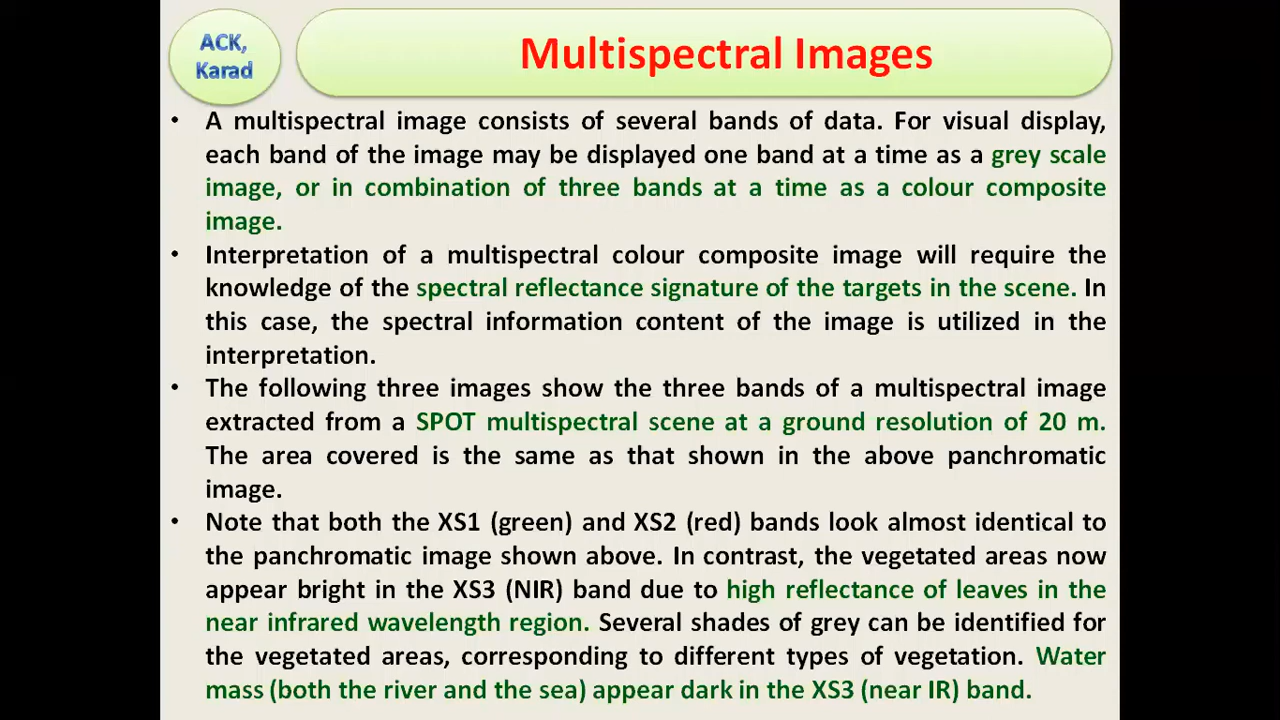 ACK,
Karad
Multispectral Images
• A multispectral image consists of several bands of data. For visual display,
each band of the image may be displayed one band at a time as a grey scale
image, or in combination of three bands at a time as a colour composite
image.
• Interpretation of a multispectral colour composite image will require the
knowledge of the spectral reflectance signature of the targets in the scene. In
this case, the spectral information content of the image is utilized in the
interpretation.
• The following three images show the three bands of a multispectral image
extracted from a SPOT multispectral scene at a ground resolution of 20 m.
The area covered is the same as that shown in the above panchromatic
image.
• Note that both the XS1 (green) and XS2 (red) bands look almost identical to
the panchromatic image shown above. In contrast, the vegetated areas now
appear bright in the XS3 (NIR) band due to high reflectance of leaves in the
near infrared wavelength region. Several shades of grey can be identified for
the vegetated areas, corresponding to different types of vegetation. Water
mass (both the river and the sea) appear dark in the XS3 (near IR) band.